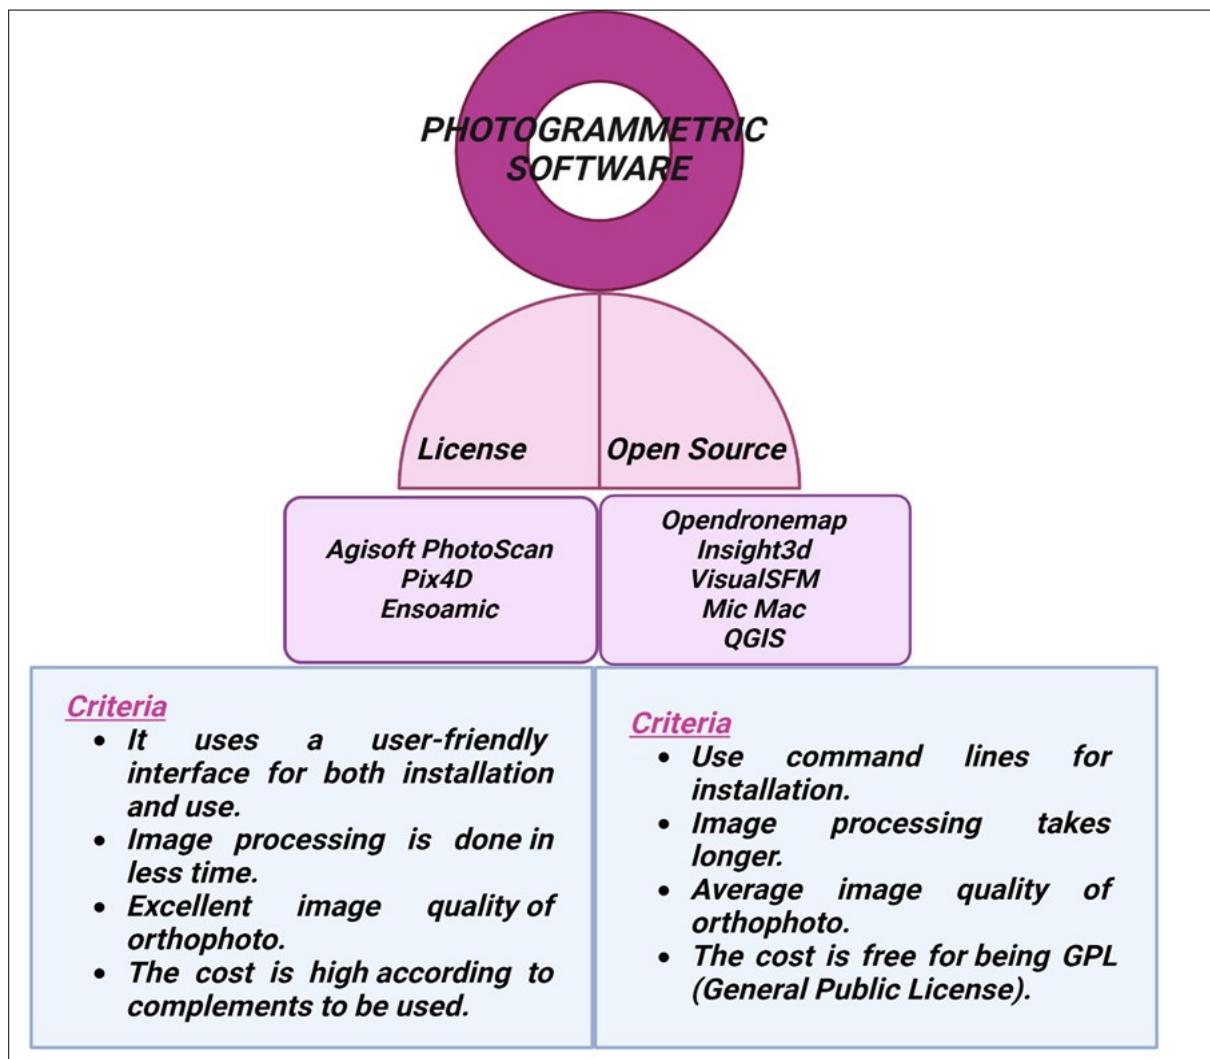 PHOTOGRAMMETRIC
SOFTWARE
License
Open Source
Agisoft PhotoScan
Pix4D
Ensoamic
Opendronemap
Insight3d
VisualSFM
Mic Mac
QGIS
Criteria
• It uses a user-friendly
interface for both installation
and use.
• Image processing is done in
less time.
• Excellent image quality of
orthophoto.
• The cost is high according to
complements to be used.
Criteria
• Use command lines for
installation.
• Image processing takes
longer.
• Average image quality of
orthophoto.
• The cost is free for being GPL
(General Public License).